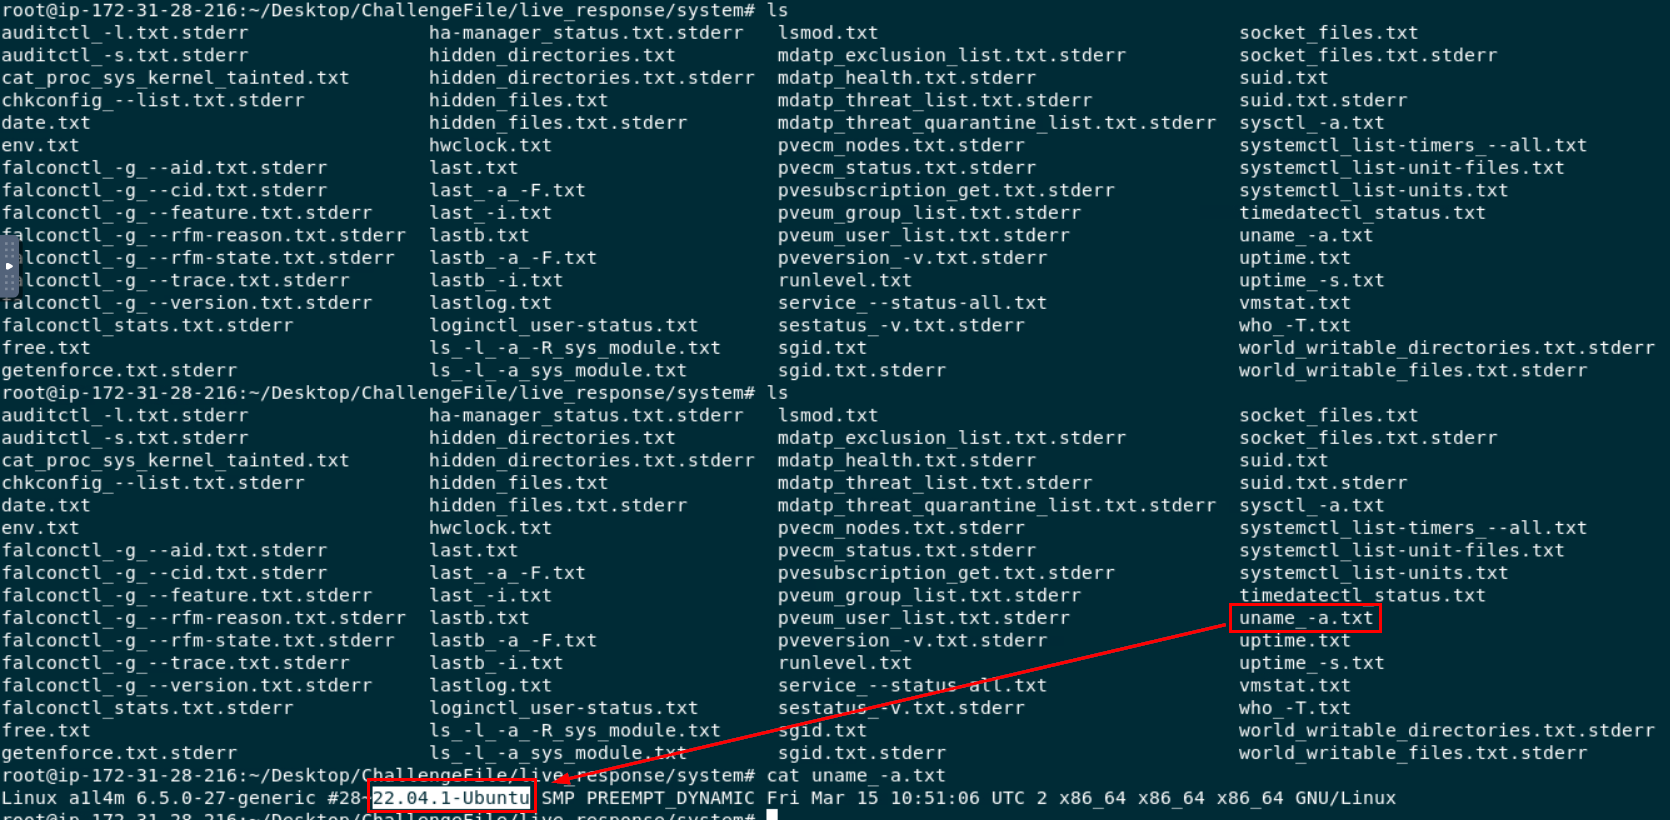 root@ip-172-31-28-216:~/Desktop/ChallengeFile/live_response/system# ls
auditctl_-l.txt.stderr ha-manager_status.txt.stderr lsmod.txt socket_files.txt
auditctl_-s.txt.stderr hidden_directories.txt mdatp_exclusion_list.txt.stderr socket_files.txt.stderr
cat_proc_sys_kernel_tainted.txt hidden_directories.txt.stderr mdatp_health.txt.stderr suid.txt
chkconfig_--list.txt.stderr hidden_files.txt mdatp_threat_list.txt.stderr suid.txt.stderr
date.txt hidden_files.txt.stderr mdatp_threat_quarantine_list.txt.stderr sysctl_-a.txt
env.txt hwclock.txt pvecm_nodes.txt.stderr systemctl_list-timers_--all.txt
falconctl_-g_--aid.txt.stderr last.txt pvecm_status.txt.stderr systemctl_list-unit-files.txt
falconctl_-g_--cid.txt.stderr last_-a_-F.txt pvesubscription_get.txt.stderr systemctl_list-units.txt
falconctl_-g_--feature.txt.stderr last_-i.txt pveum_group_list.txt.stderr timedatectl_status.txt
falconctl_-g_--rfm-reason.txt.stderr lastb.txt pveum_user_list.txt.stderr uname_-a.txt
alconctl_-g_--rfm-state.txt.stderr lastb_-a_-F.txt pveversion_-v.txt.stderr uptime.txt
alconctl_-g_--trace.txt.stderr lastb_-i.txt runlevel.txt uptime_-s.txt
falconctl_-g_--version.txt.stderr lastlog.txt service_--status-all.txt vmstat.txt
falconctl_stats.txt.stderr loginctl_user-status.txt sestatus_-v.txt.stderr who_-T.txt
free.txt ls_-l_-a_-R_sys_module.txt sgid.txt world_writable_directories.txt.stderr
getenforce.txt.stderr ls_-l_-a_sys_module.txt sgid.txt.stderr world_writable_files.txt.stderr
root@ip-172-31-28-216:~/Desktop/ChallengeFile/live_response/system# ls
auditctl_-l.txt.stderr ha-manager_status.txt.stderr lsmod.txt socket_files.txt
auditctl_-s.txt.stderr hidden_directories.txt mdatp_exclusion_list.txt.stderr socket_files.txt.stderr
cat_proc_sys_kernel_tainted.txt hidden_directories.txt.stderr mdatp_health.txt.stderr suid.txt
chkconfig_--list.txt.stderr hidden_files.txt mdatp_threat_list.txt.stderr suid.txt.stderr
date.txt hidden_files.txt.stderr mdatp_threat_quarantine_list.txt.stderr sysctl_-a.txt
env.txt hwclock.txt pvecm_nodes.txt.stderr systemctl_list-timers_--all.txt
falconctl_-g_--aid.txt.stderr last.txt pvecm_status.txt.stderr systemctl_list-unit-files.txt
falconctl_-g_--cid.txt.stderr last_-a_-F.txt pvesubscription_get.txt.stderr systemctl_list-units.txt
falconctl_-g_--feature.txt.stderr last_-i.txt pveum_group_list.txt.stderr timedatectl_status.txt
falconctl_-g_--rfm-reason.txt.stderr lastb.txt pveum_user_list.txt.stderr uname_-a.txt
falconctl_-g_--rfm-state.txt.stderr lastb_-a_-F.txt pveversion_-v.txt.stderr uptime.txt
falconctl_-g_--trace.txt.stderr lastb_-i.txt runlevel.txt uptime_-s.txt
falconctl_-g_--version.txt.stderr lastlog.txt service_--status-all.txt vmstat.txt
falconctl_stats.txt.stderr loginctl_user-status.txt sestatus_-v.txt.stderr who_-T.txt
free.txt ls_-l_-a_-R_sys_module.txt sgid.txt world_writable_directories.txt.stderr
getenforce.txt.stderr ls_-l_-a_sys_module.txt sgid.txt.stderr world_writable_files.txt.stderr
root@ip-172-31-28-216:~/Desktop/ChallengeFile/live_response/system# cat uname_-a.txt
Linux a1l4m 6.5.0-27-generic #28~22.04.1-Ubuntu SMP PREEMPT_DYNAMIC Fri Mar 15 10:51:06 UTC 2 x86_64 x86_64 x86_64 GNU/Linux
root@ip-172-31-28-216:~/Desktop/ChallengeFile/live_response/system#